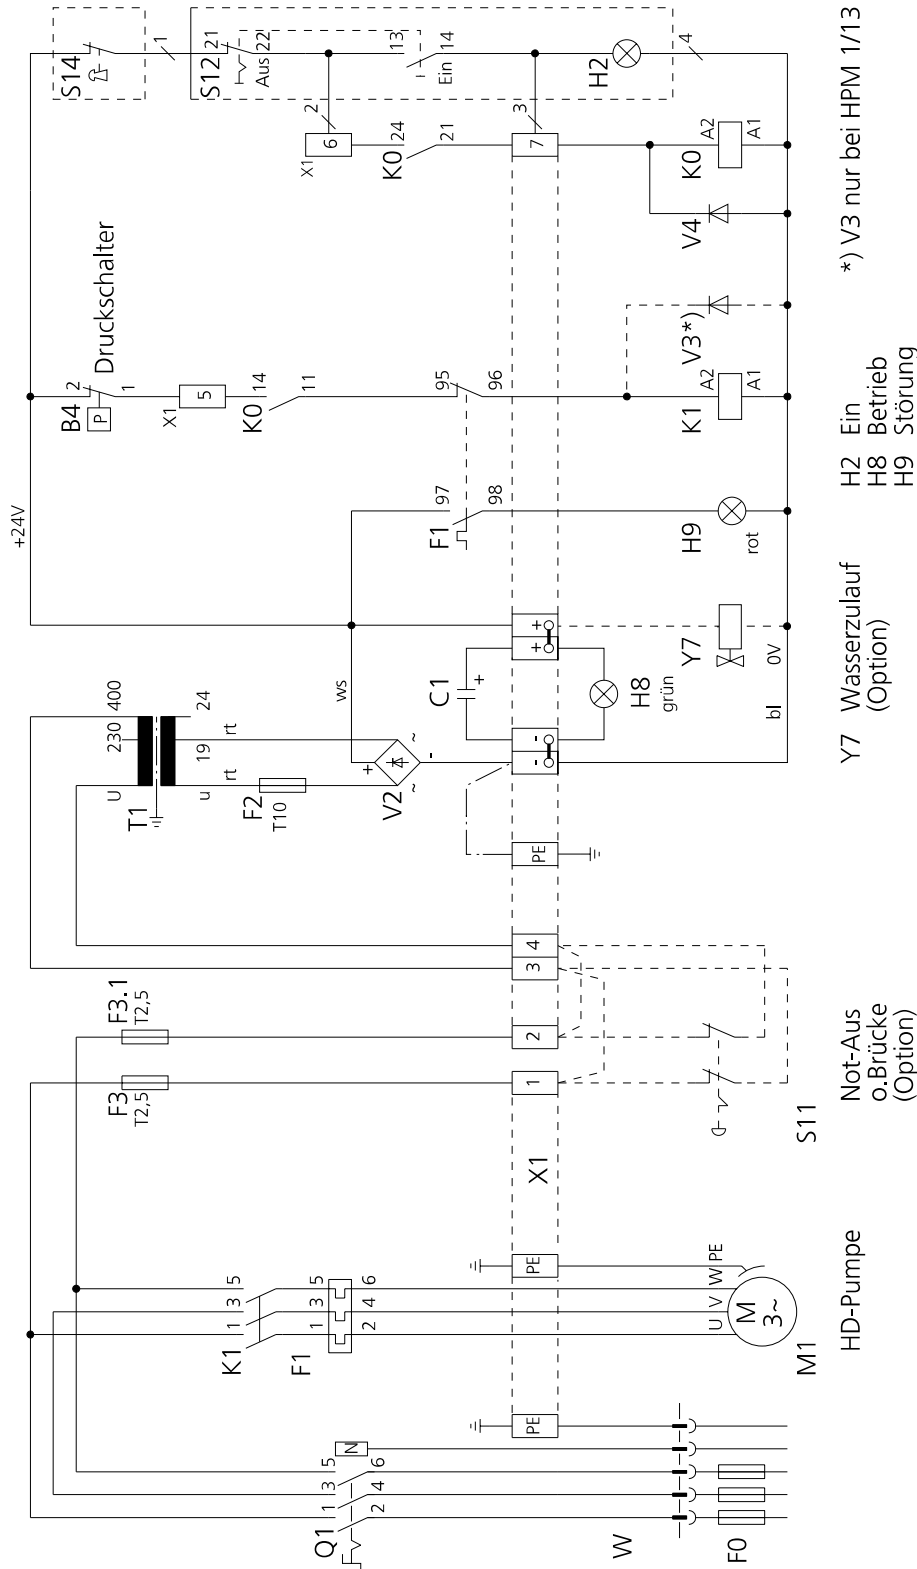 S14
1
21
S12
22
Aus
13
14
Ein
H2
4
2
6
X1
24
K0
21
3
7
A2
K0
A1
V4
V3*)
*) V3 nur bei HPM 1/13
+24V
2
B4
P
1
Druckschalter
X1
5
14
K0
11
95
96
A2
K1
A1
97
F1
98
H9
rot
H2 Ein
H8 Betrieb
H9 Störung
400
230
U
T1
24
19
u
rt
rt
F2
T10
ws
+
~
V2
~
-
C1
+
+
+
-
-
H8
grün
Y7
0V
bl
Y7 Wasserzulauf
(Option)
PE
4
3
F3.1
T2,5
F3
T2,5
2
1
S11
Not-Aus
o.Brücke
(Option)
X1
PE
5
3
1
K1
5
3
1
F1
6
4
2
PE
W
V
U
M
3~
M1
HD-Pumpe
PE
N
5
3
1
Q1
6
4
2
W
F0